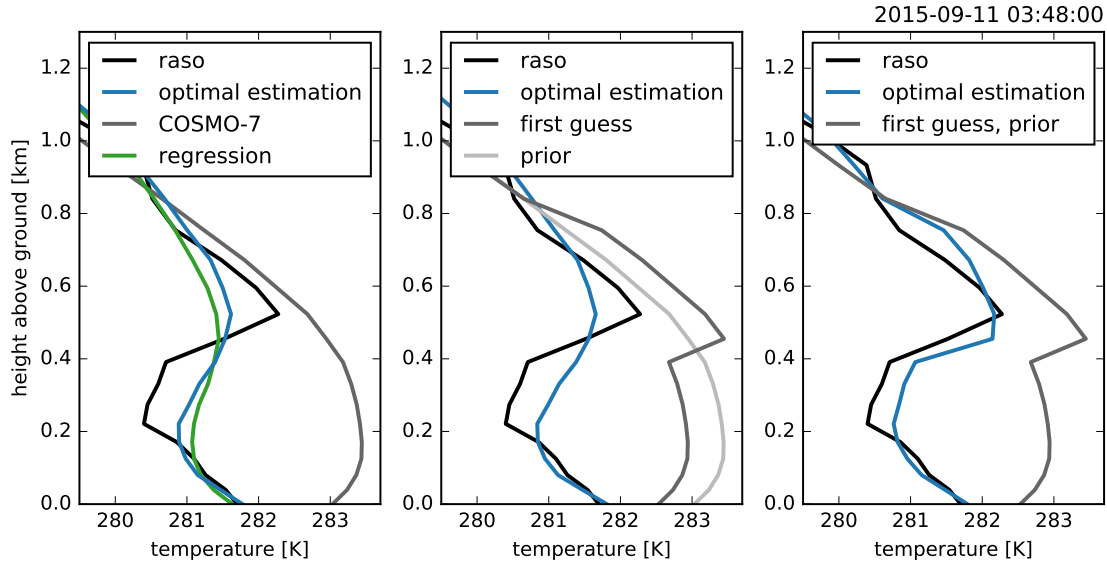 2015-09-11 03:48:00
height above ground [km]
1.2
1.0
0.8
0.6
0.4
0.2
0.0
raso
optimal estimation
COSMO-7
regression
280 281 282 283
temperature [K]
1.2
1.0
0.8
0.6
0.4
0.2
0.0
raso
optimal estimation
first guess
prior
280 281 282 283
temperature [K]
1.2
1.0
0.8
0.6
0.4
0.2
0.0
raso
optimal estimation
first guess, prior
280 281 282 283
temperature [K]